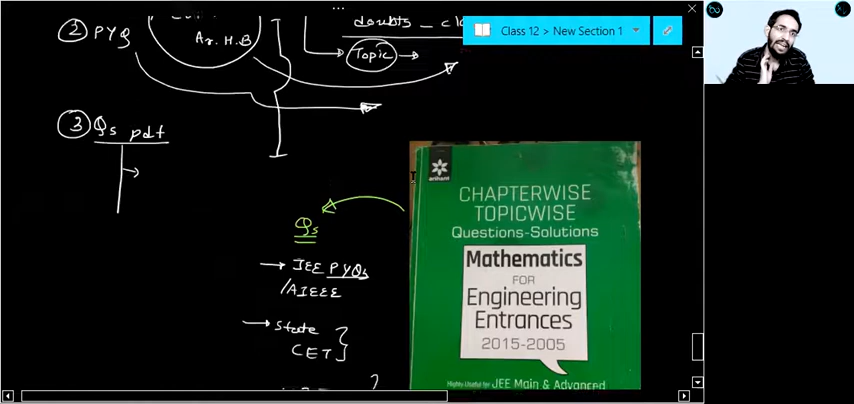 ...
doubts - cl
② PYQ
Ar. H.B
Topic
Class 12 > New Section 1
③ Qs pdf
arihant
CHAPTERWISE
TOPICWISE
Questions-Solutions
Mathematics
FOR
Engineering
Entrances
2015-2005
Highly Useful for JEE Main & Advanced
Qs
JEE PYQs
/AIEEE
State
CET